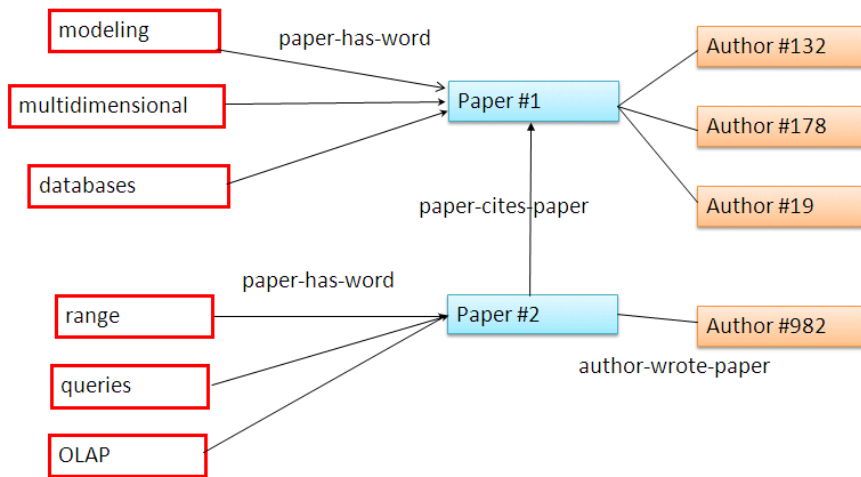 modeling
paper-has-word
Author #132
multidimensional
Paper #1
Author #178
databases
Author #19
paper-cites-paper
paper-has-word
range
Paper #2
Author #982
queries
author-wrote-paper
OLAP